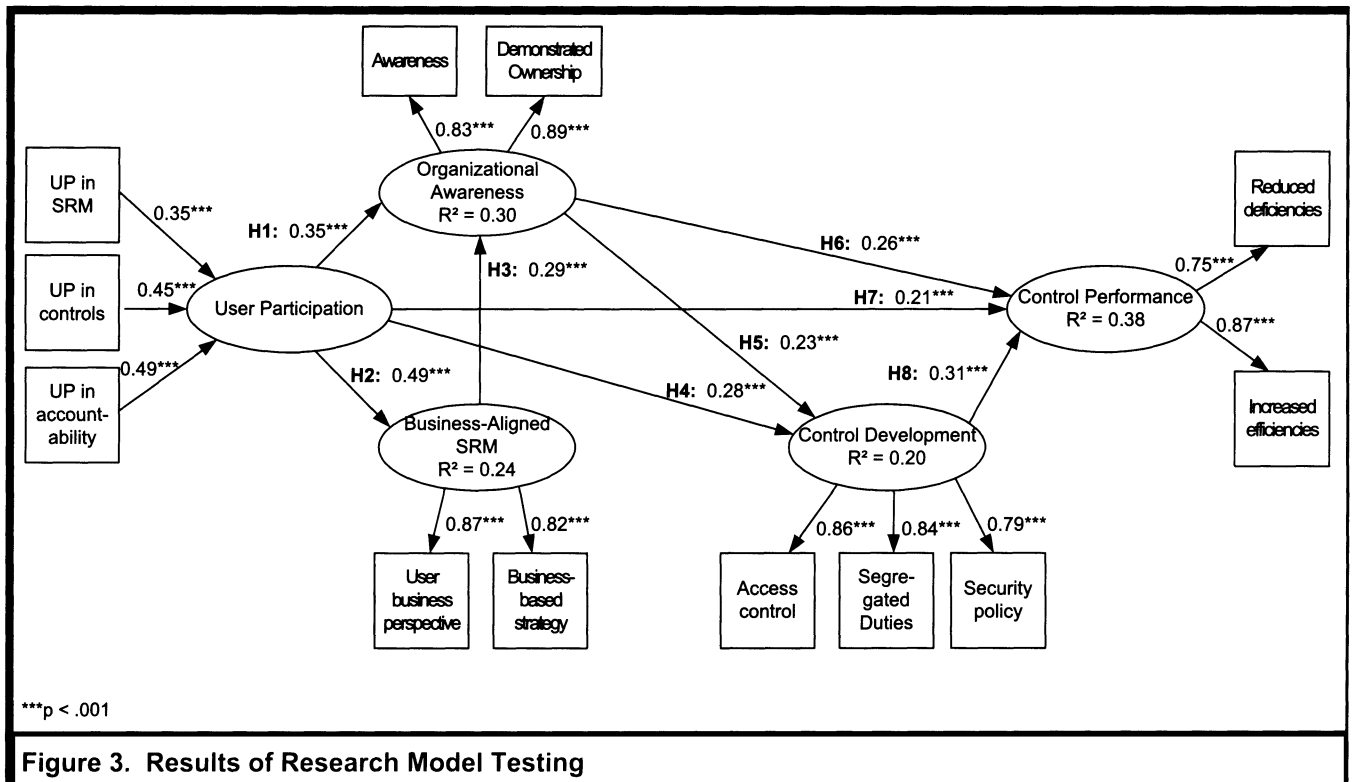 Awareness
Demonstrated
Ownership
0.83***
0.89***
UP in
SRM
Organizational
Awareness
R² = 0.30
Reduced
deficiencies
0.35***
H1: 0.35***
H6: 0.26***
0.75***
UP in
controls
0.45***
User Participation
H3: 0.29***
H7: 0.21***
Control Performance
R² = 0.38
0.87***
UP in
account-
ability
0.49***
H2: 0.49***
H5: 0.23***
H4: 0.28***
H8: 0.31***
Increased
efficiencies
Business-Aligned
SRM
R² = 0.24
Control Development
R² = 0.20
0.87***
0.82***
0.86***
0.84***
0.79***
User
business
perspective
Business-
based
strategy
Access
control
Segre-
gated
Duties
Security
policy
***p < .001
Figure 3. Results of Research Model Testing